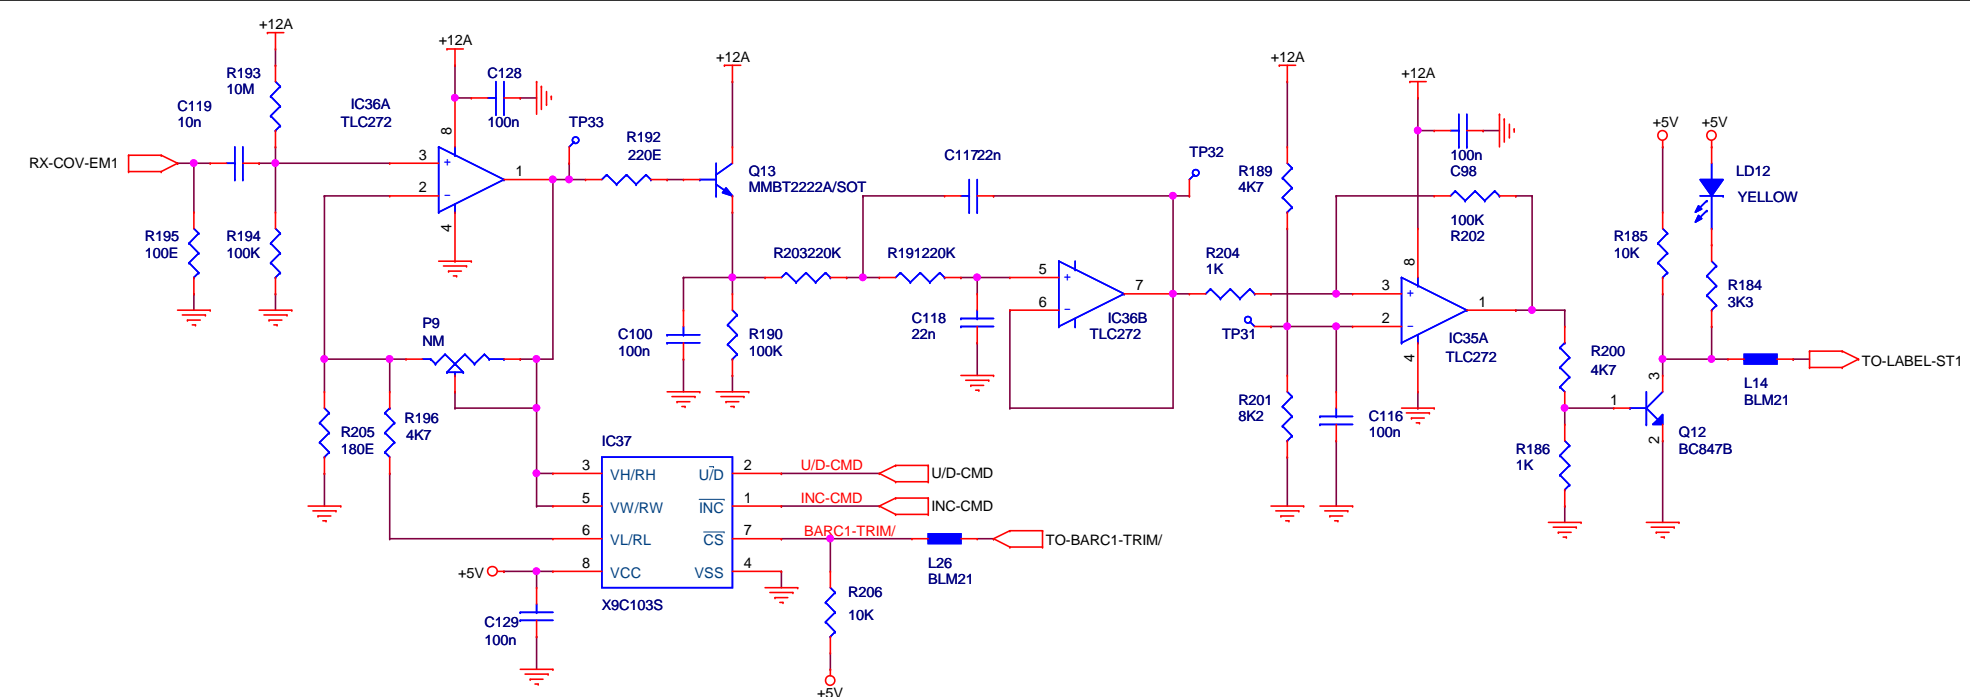 +12A
R193
10M
C119
10n
RX-COV-EM1
R195
100E
R194
100K
+12A
C128
100n
IC36A
TLC272
8
3
2
1
4
TP33
R192
220E
+12A
Q13
MMBT2222A/SOT
C11722n
TP32
R203220K
R191220K
C100
100n
R190
100K
C118
22n
5
6
7
IC36B
TLC272
+12A
R189
4K7
R204
1K
TP31
R201
8K2
C116
100n
+12A
100n
C98
100K
R202
8
3
2
1
4
IC35A
TLC272
+5V
+5V
LD12
YELLOW
R185
10K
R184
3K3
R200
4K7
R186
1K
1
3
2
Q12
BC847B
L14
BLM21
TO-LABEL-ST1
P9
NM
R205
180E
R196
4K7
IC37
3
VH/RH
5
VW/RW
6
VL/RL
8
VCC
U/D
2
INC
1
CS
7
VSS
4
X9C103S
U/D-CMD
U/D-CMD
INC-CMD
INC-CMD
BARC1-TRIM/
TO-BARC1-TRIM/
L26
BLM21
+5V
C129
100n
R206
10K
+5V